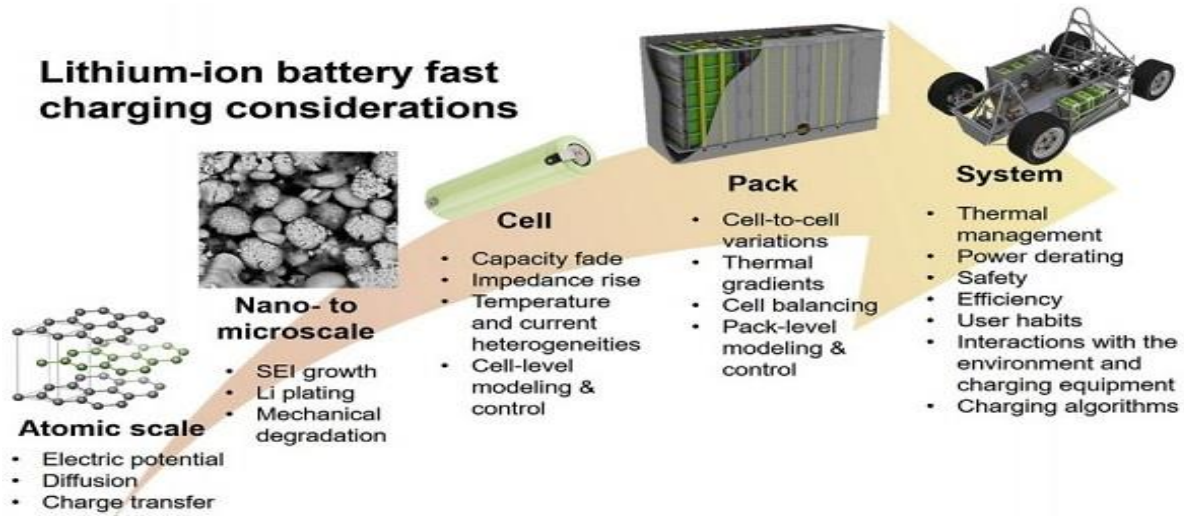 Lithium-ion battery fast
charging considerations
Atomic scale
• Electric potential
• Diffusion
• Charge transfer
Nano- to
microscale
• SEI growth
• Li plating
• Mechanical
degradation
Cell
• Capacity fade
• Impedance rise
• Temperature
and current
heterogeneities
• Cell-level
modeling &
control
Pack
• Cell-to-cell
variations
• Thermal
gradients
• Cell balancing
• Pack-level
modeling &
control
System
• Thermal
management
• Power derating
• Safety
• Efficiency
• User habits
• Interactions with the
environment and
charging equipment
• Charging algorithms